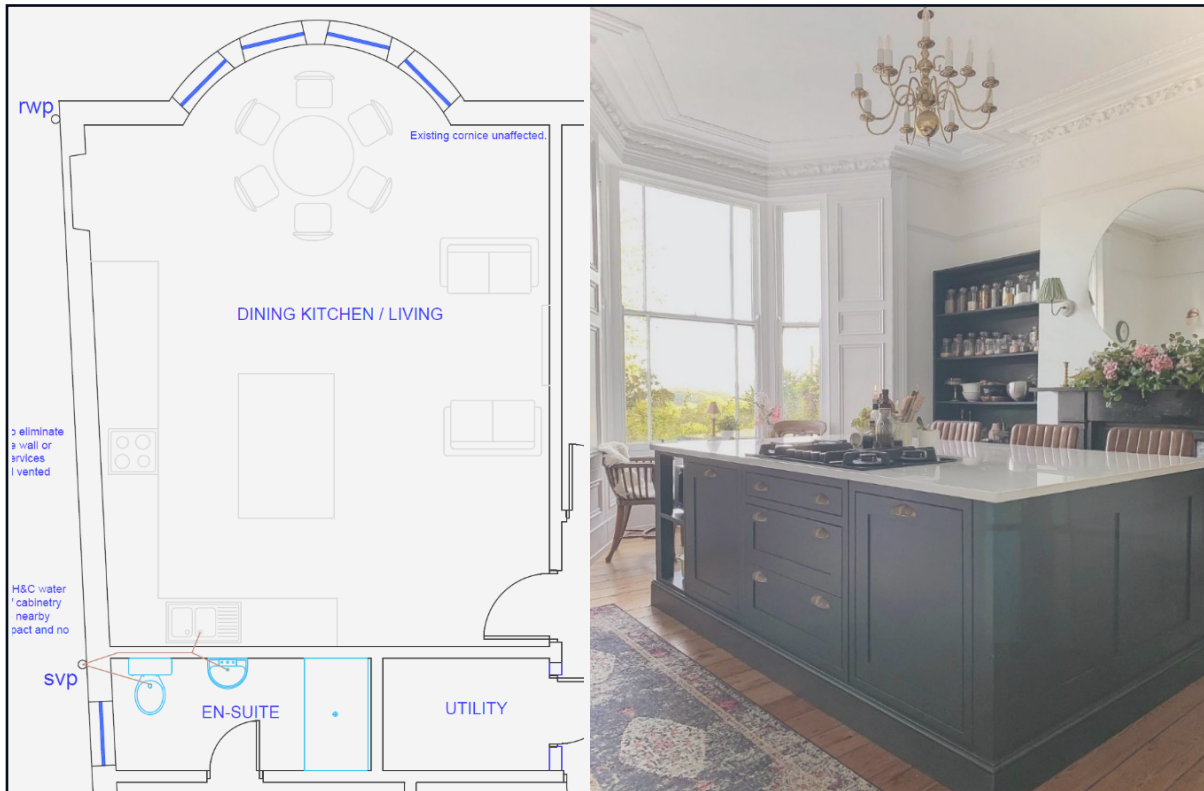 rwp
Existing cornice unaffected.
DINING KITCHEN / LIVING
eliminate
wall or
ervices
vented
H&C water
cabinetry
nearby
pact and no
svp
EN-SUITE
UTILITY